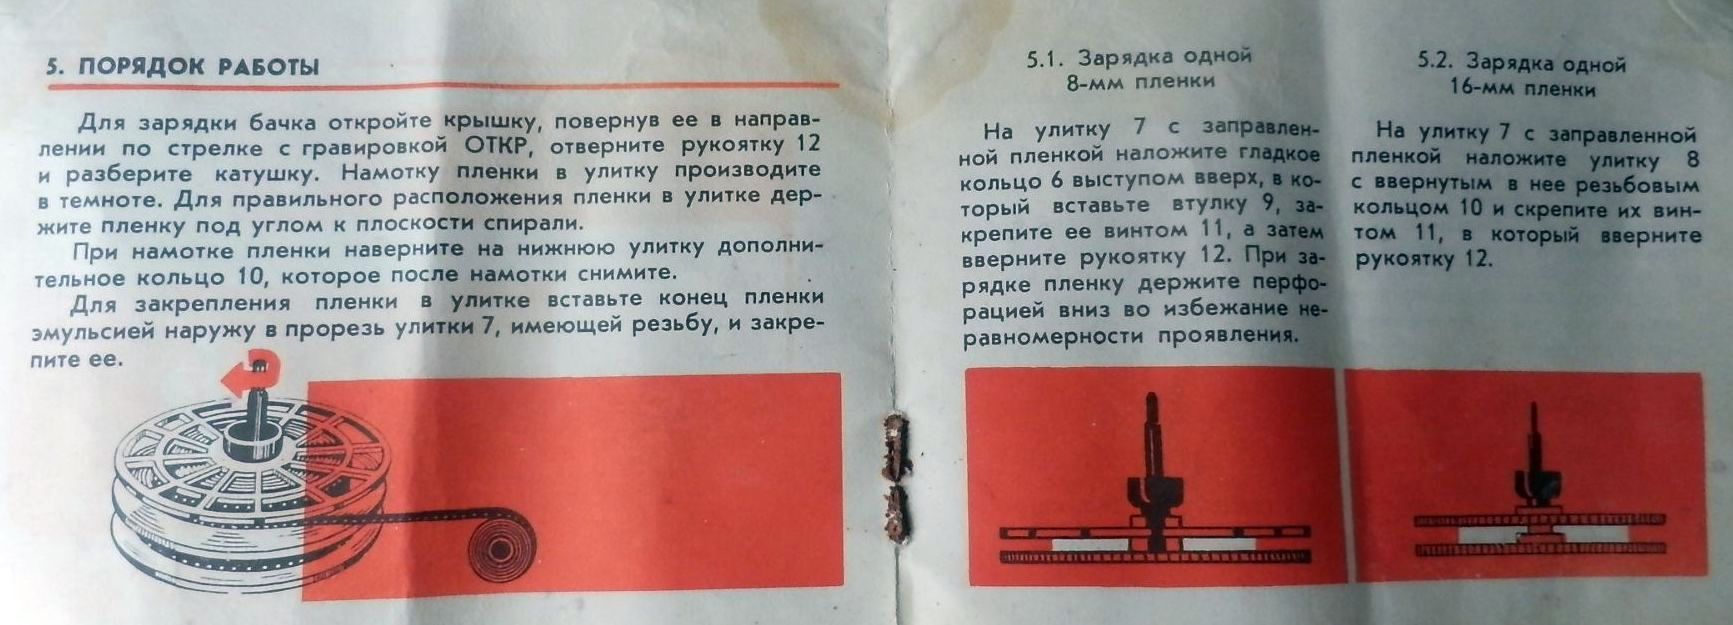 5. ПОРЯДОК РАБОТЫ
Для зарядки бачка откройте крышку, повернув ее в направ-
лении по стрелке с гравировкой ОТКР, отверните рукоятку 12
и разберите катушку. Намотку пленки в улитку производите
в темноте. Для правильного расположения пленки в улитке дер-
жите пленку под углом к плоскости спирали.
При намотке пленки наверните на нижнюю улитку дополни-
тельное кольцо 10, которое после намотки снимите.
Для закрепления пленки в улитке вставьте конец пленки
эмульсией наружу в прорезь улитки 7, имеющей резьбу, и закре-
пите ее.
5.1. Зарядка одной
8-мм пленки
На улитку 7 с заправлен-
ной пленкой наложите гладкое
кольцо 6 выступом вверх, в ко-
торый вставьте втулку 9, за-
крепите ее винтом 11, а затем
вверните рукоятку 12. При за-
рядке пленку держите перфо-
рацией вниз во избежание не-
равномерности проявления.
5.2. Зарядка одной
16-мм пленки
На улитку 7 с заправленной
пленкой наложите улитку 8
с ввернутым в нее резьбовым
кольцом 10 и скрепите их вин-
том 11, в который вверните
рукоятку 12.